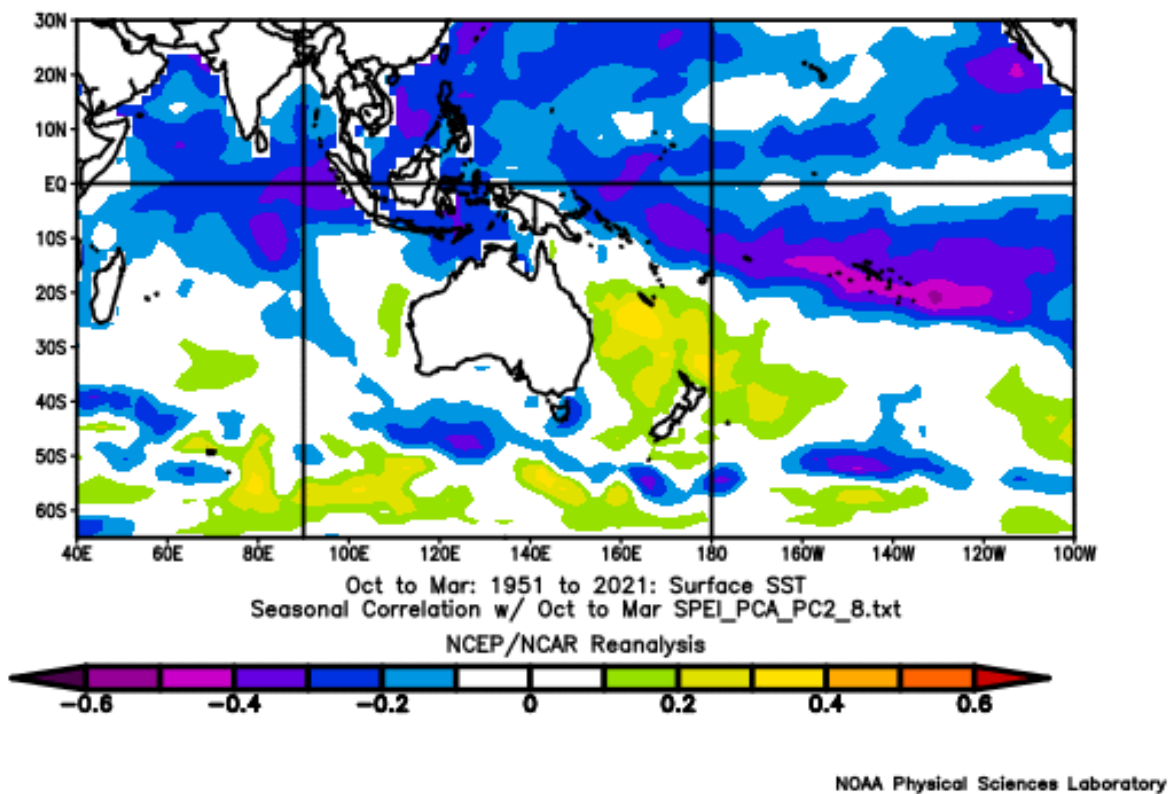 30N
20N
10N
EQ
10S
20S
30S
40S
50S
60S
40E 60E 80E 100E 120E 140E 160E 180 160W 140W 120W 100W
Oct to Mar: 1951 to 2021: Surface SST
Seasonal Correlation w/ Oct to Mar SPEI_PCA_PC2_8.txt
NCEP/NCAR Reanalysis
-0.6 -0.4 -0.2 0 0.2 0.4 0.6
NOAA Physical Sciences Laboratory